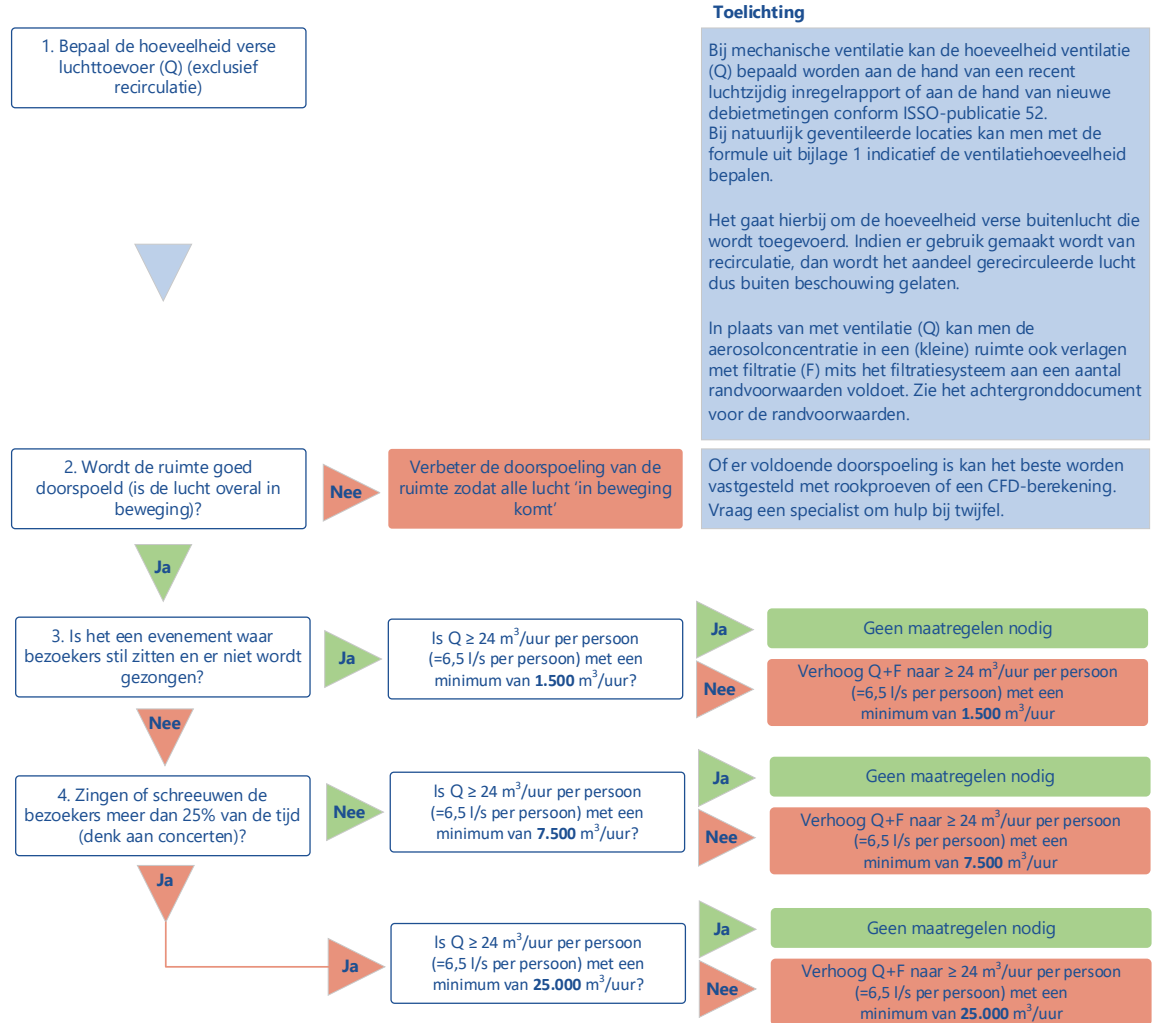 Toelichting
1. Bepaal de hoeveelheid verse
luchttoevoer (Q) (exclusief
recirculatie)
Bij mechanische ventilatie kan de hoeveelheid ventilatie
(Q) bepaald worden aan de hand van een recent
luchtzijdig inregelrapport of aan de hand van nieuwe
debietmetingen conform ISSO-publicatie 52.
Bij natuurlijk geventileerde locaties kan men met de
formule uit bijlage 1 indicatief de ventilatiehoeveelheid
bepalen.
Het gaat hierbij om de hoeveelheid verse buitenlucht die
wordt toegevoerd. Indien er gebruik gemaakt wordt van
recirculatie, dan wordt het aandeel gerecirculeerde lucht
dus buiten beschouwing gelaten.
In plaats van met ventilatie (Q) kan men de
aerosolconcentratie in een (kleine) ruimte ook verlagen
met filtratie (F) mits het filtratiesysteem aan een aantal
randvoorwaarden voldoet. Zie het achtergronddocument
voor de randvoorwaarden.
2. Wordt de ruimte goed
doorspoeld (is de lucht overal in
beweging)?
Nee
Verbeter de doorspoeling van de
ruimte zodat alle lucht ‘in beweging
komt’
Of er voldoende doorspoeling is kan het beste worden
vastgesteld met rookproeven of een CFD-berekening.
Vraag een specialist om hulp bij twijfel.
Ja
3. Is het een evenement waar
bezoekers stil zitten en er niet wordt
gezongen?
Ja
Is Q ≥ 24 m³/uur per persoon
(=6,5 l/s per persoon) met een
minimum van 1.500 m³/uur?
Ja
Geen maatregelen nodig
Nee
Verhoog Q+F naar ≥ 24 m³/uur per persoon
(=6,5 l/s per persoon) met een
minimum van 1.500 m³/uur
Nee
4. Zingen of schreeuwen de
bezoekers meer dan 25% van de tijd
(denk aan concerten)?
Nee
Is Q ≥ 24 m³/uur per persoon
(=6,5 l/s per persoon) met een
minimum van 7.500 m³/uur?
Ja
Geen maatregelen nodig
Nee
Verhoog Q+F naar ≥ 24 m³/uur per persoon
(=6,5 l/s per persoon) met een
minimum van 7.500 m³/uur
Ja
Ja
Is Q ≥ 24 m³/uur per persoon
(=6,5 l/s per persoon) met een
minimum van 25.000 m³/uur?
Ja
Geen maatregelen nodig
Nee
Verhoog Q+F naar ≥ 24 m³/uur per persoon
(=6,5 l/s per persoon) met een
minimum van 25.000 m³/uur